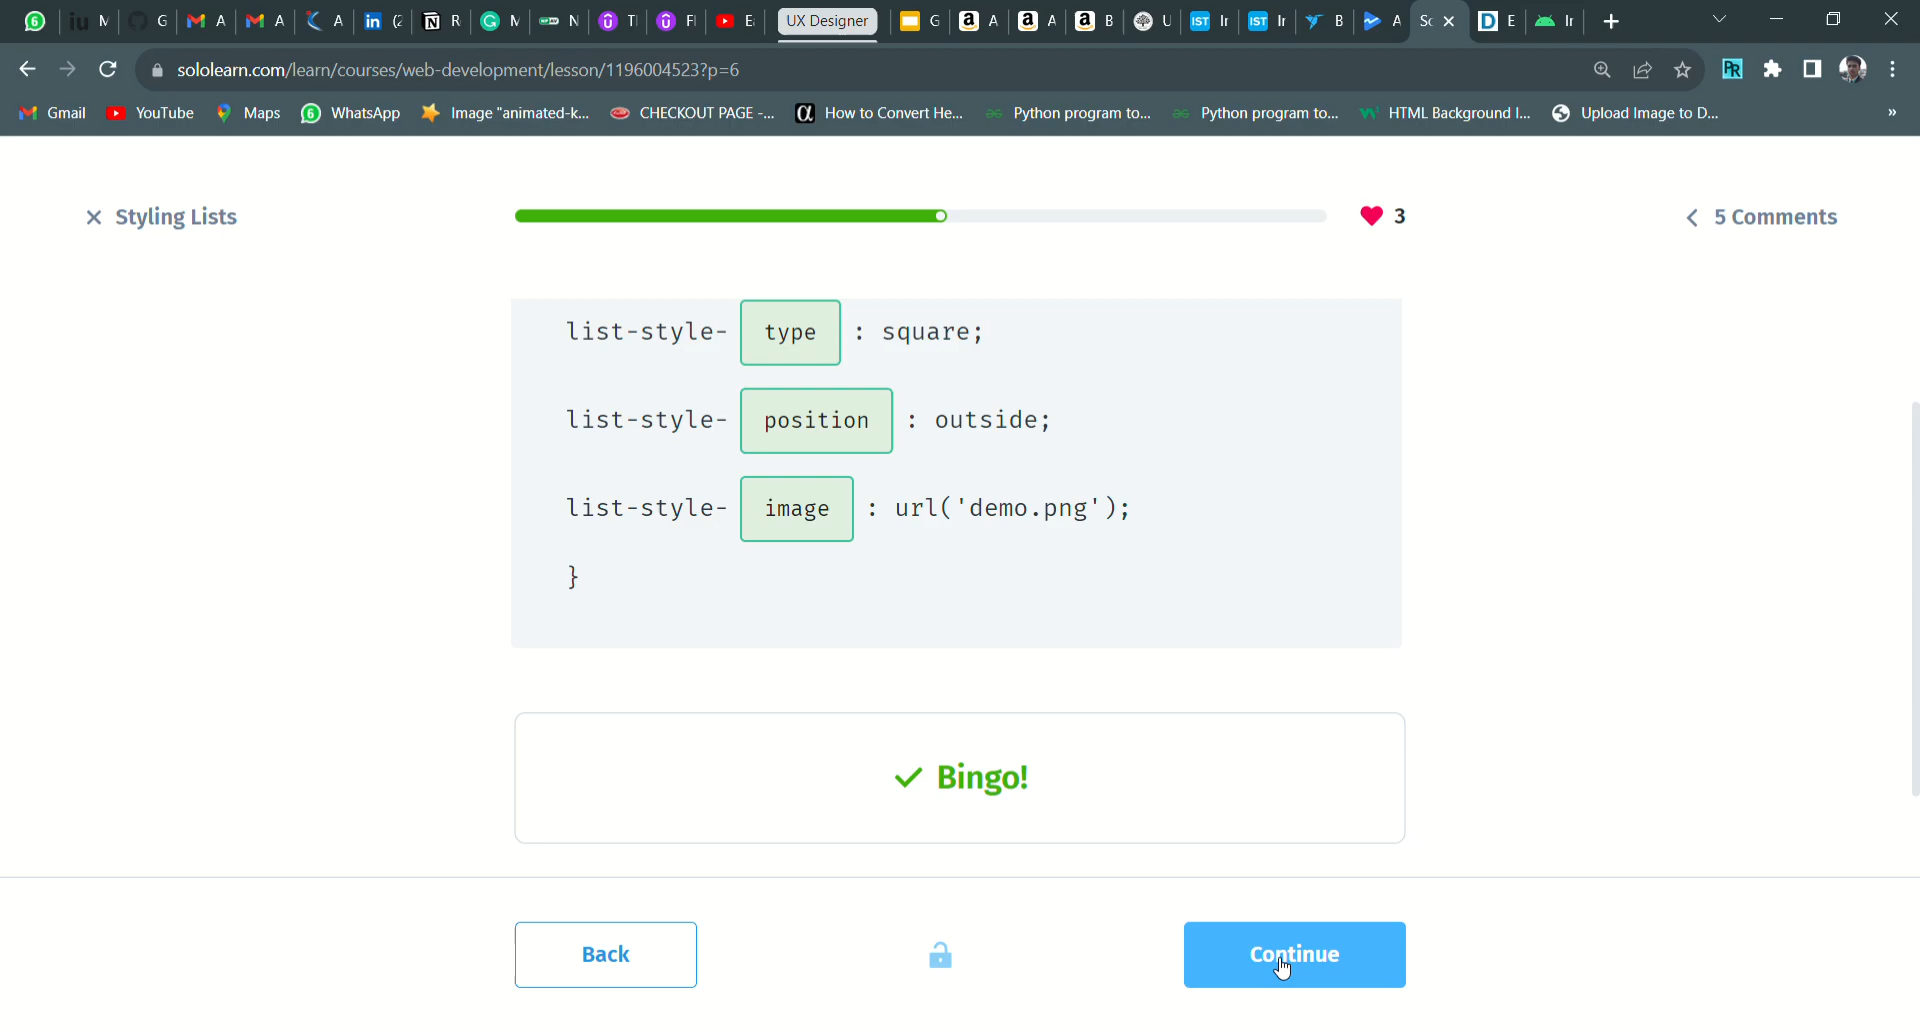 M
G
A
A
A
(2
R
M
N
UX Designer
G
A
A
B
U
B
A
E
sololearn.com/learn/courses/web-development/lesson/1196004523?p=6
Gmail
YouTube
Maps
WhatsApp
Image "animated-k...
CHECKOUT PAGE -...
How to Convert He...
Python program to...
Python program to...
HTML Background I...
Upload Image to D...
»
Styling Lists
3
5 Comments
list-style- type : square;
list-style- position : outside;
list-style- image : url('demo.png');
}
Bingo!
Back
Continue